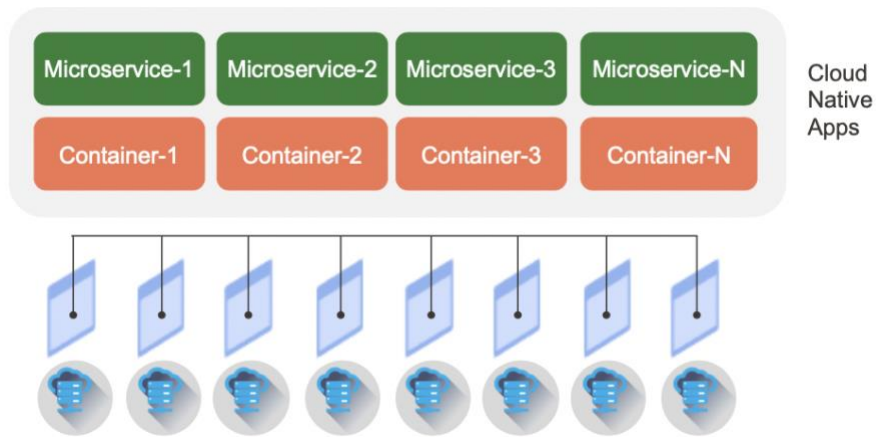 Microservice-1
Microservice-2
Microservice-3
Microservice-N
Container-1
Container-2
Container-3
Container-N
Cloud
Native
Apps